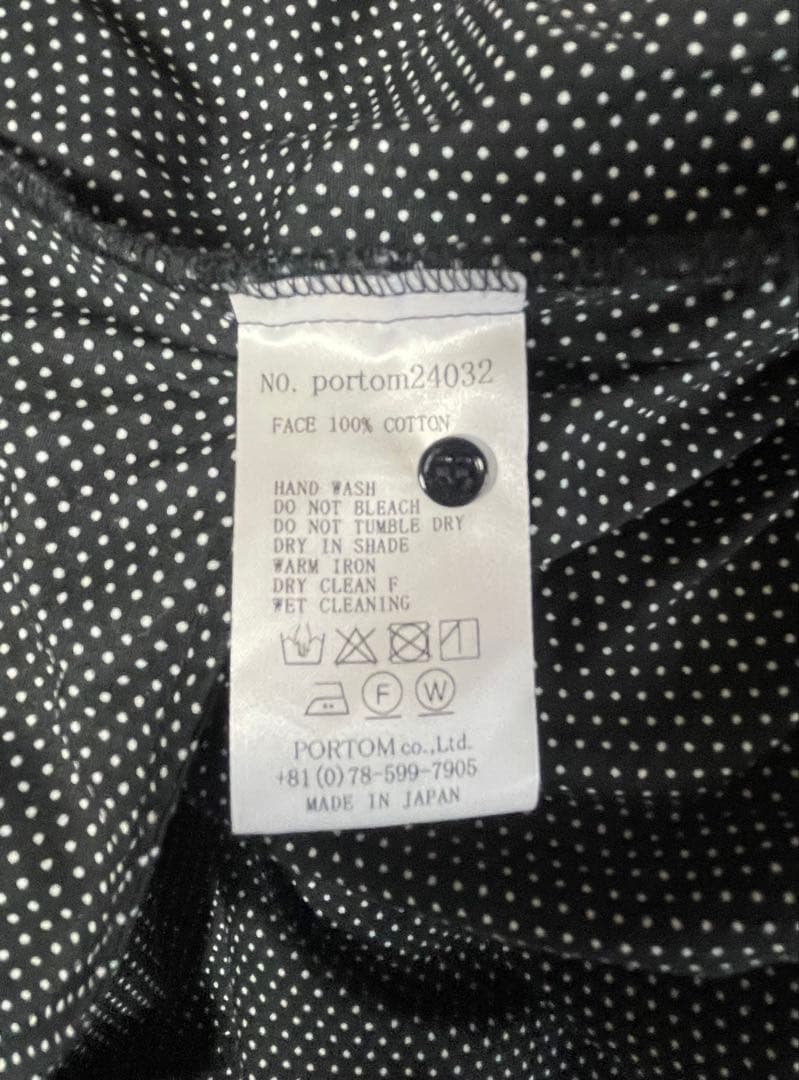 NO. portom24032
FACE 100% COTTON
HAND WASH
DO NOT BLEACH
DO NOT TUMBLE DRY
DRY IN SHADE
WARM IRON
DRY CLEAN F
WET CLEANING
F W
PORTOM co.,Ltd.
+81(0)78-599-7905
MADE IN JAPAN